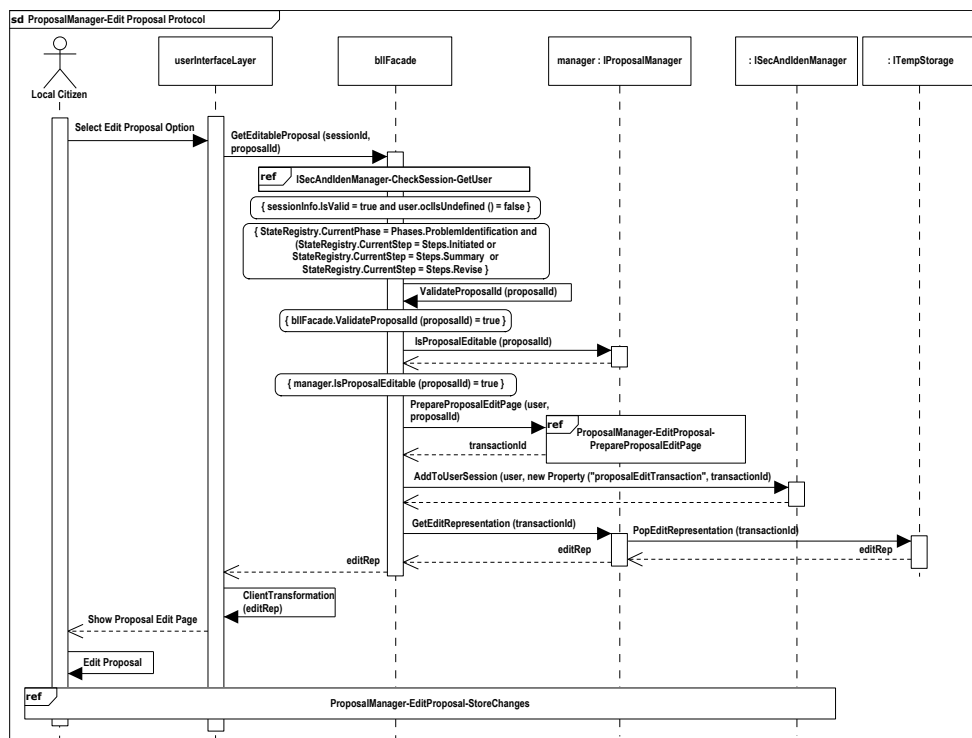 sd ProposalManager-Edit Proposal Protocol
Local Citizen
userInterfaceLayer
bllFacade
manager : IProposalManager
: ISecAndIdenManager
: ITempStorage
Select Edit Proposal Option
GetEditableProposal (sessionId,
proposalId)
ref
ISecAndIdenManager-CheckSession-GetUser
{ sessionInfo.IsValid = true and user.oclIsUndefined () = false }
{ StateRegistry.CurrentPhase = Phases.ProblemIdentification and
(StateRegistry.CurrentStep = Steps.Initiated or
StateRegistry.CurrentStep = Steps.Summary or
StateRegistry.CurrentStep = Steps.Revise }
ValidateProposalId (proposalId)
{ bllFacade.ValidateProposalId (proposalId) = true }
IsProposalEditable (proposalId)
{ manager.IsProposalEditable (proposalId) = true }
PrepareProposalEditPage (user,
proposalId)
ref
ProposalManager-EditProposal-
PrepareProposalEditPage
transactionId
AddToUserSession (user, new Property ("proposalEditTransaction", transactionId)
GetEditRepresentation (transactionId)
PopEditRepresentation (transactionId)
editRep
editRep
editRep
ClientTransformation
(editRep)
Show Proposal Edit Page
Edit Proposal
ref
ProposalManager-EditProposal-StoreChanges